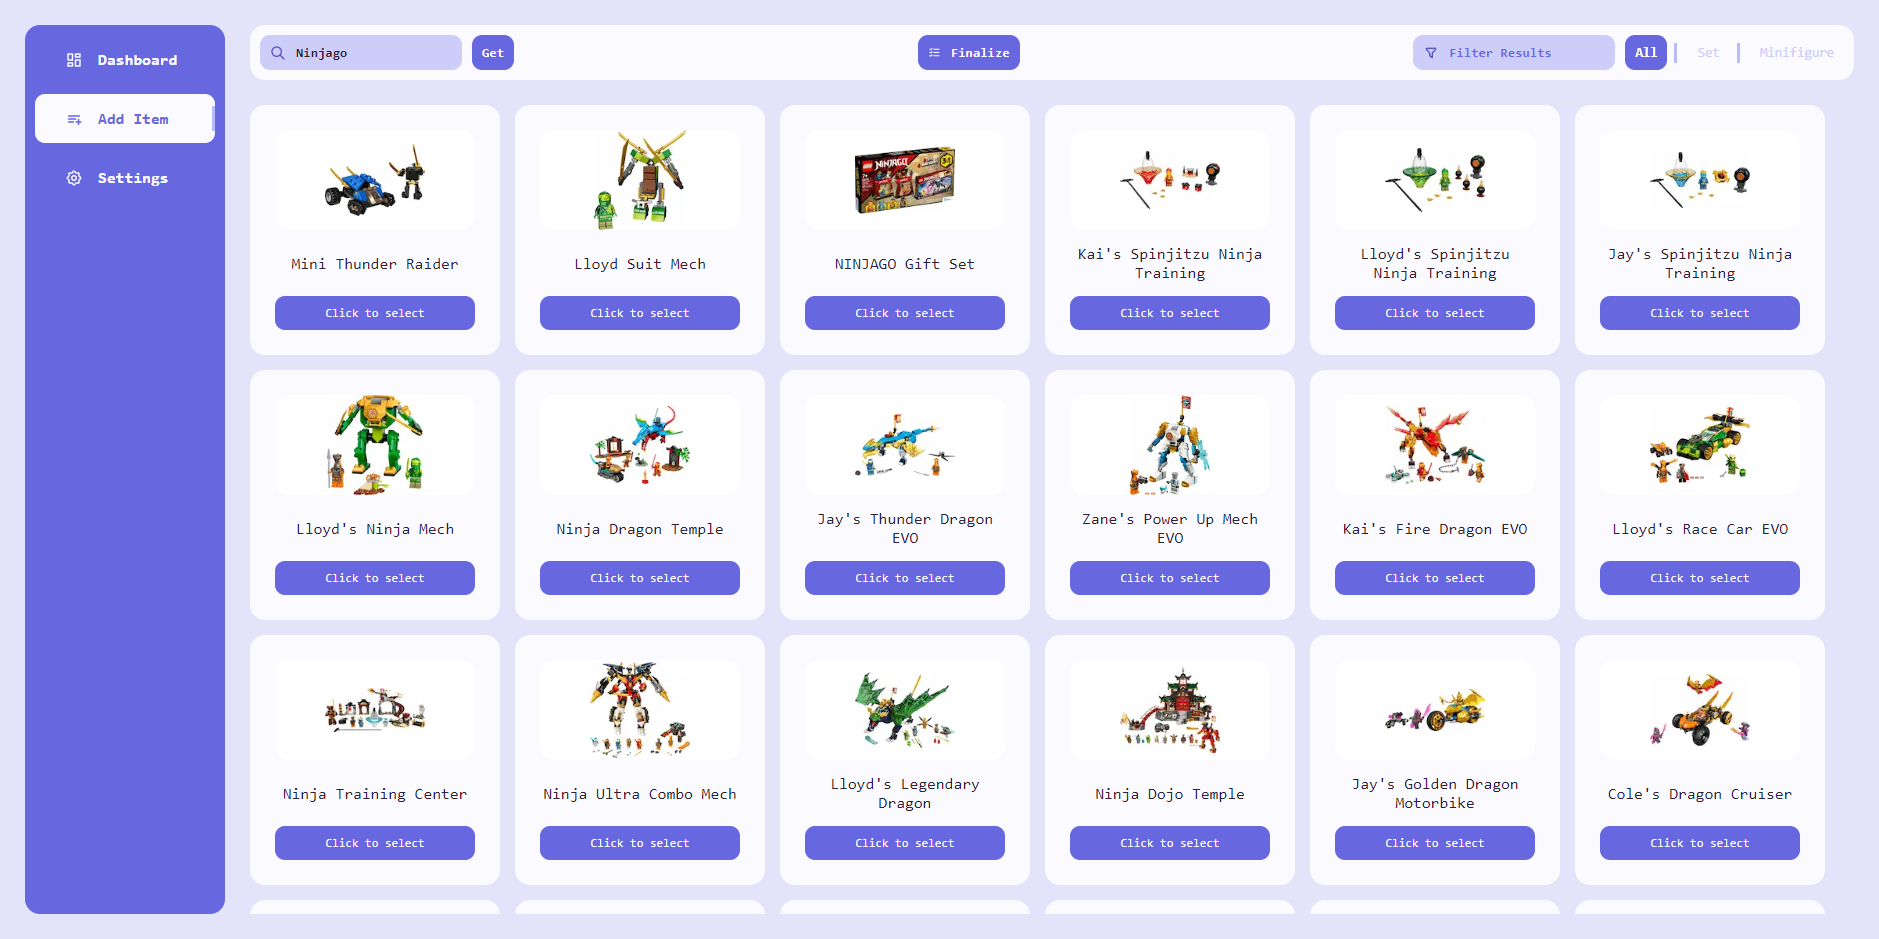 Dashboard
Add Item
Settings
Ninjago
Get
Finalize
Filter Results
All
Set
Minifigure
Mini Thunder Raider
Click to select
Lloyd Suit Mech
Click to select
NINJAGO
3in1
NINJAGO Gift Set
Click to select
Kai's Spinjitzu Ninja
Training
Click to select
Lloyd's Spinjitzu
Ninja Training
Click to select
Jay's Spinjitzu Ninja
Training
Click to select
Lloyd's Ninja Mech
Click to select
Ninja Dragon Temple
Click to select
Jay's Thunder Dragon
EVO
Click to select
Zane's Power Up Mech
EVO
Click to select
Kai's Fire Dragon EVO
Click to select
Lloyd's Race Car EVO
Click to select
Ninja Training Center
Click to select
Ninja Ultra Combo Mech
Click to select
Lloyd's Legendary
Dragon
Click to select
Ninja Dojo Temple
Click to select
Jay's Golden Dragon
Motorbike
Click to select
Cole's Dragon Cruiser
Click to select